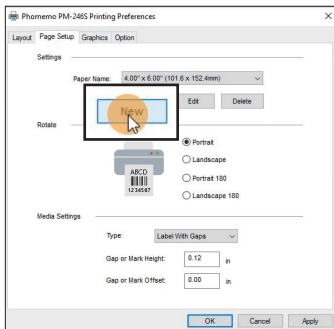 Phomemo PM-246S Printing Preferences
Layout Page Setup Graphics Option
Settings
Paper Name: 4.00" x 6.00" (101.6 x 152.4mm)
New Edit Delete
Rotate
ABCD
1234567
Portrait
Landscape
Portrait 180
Landscape 180
Media Settings
Type: Label With Gaps
Gap or Mark Height: 0.12 in
Gap or Mark Offset: 0.00 in
OK Cancel Apply